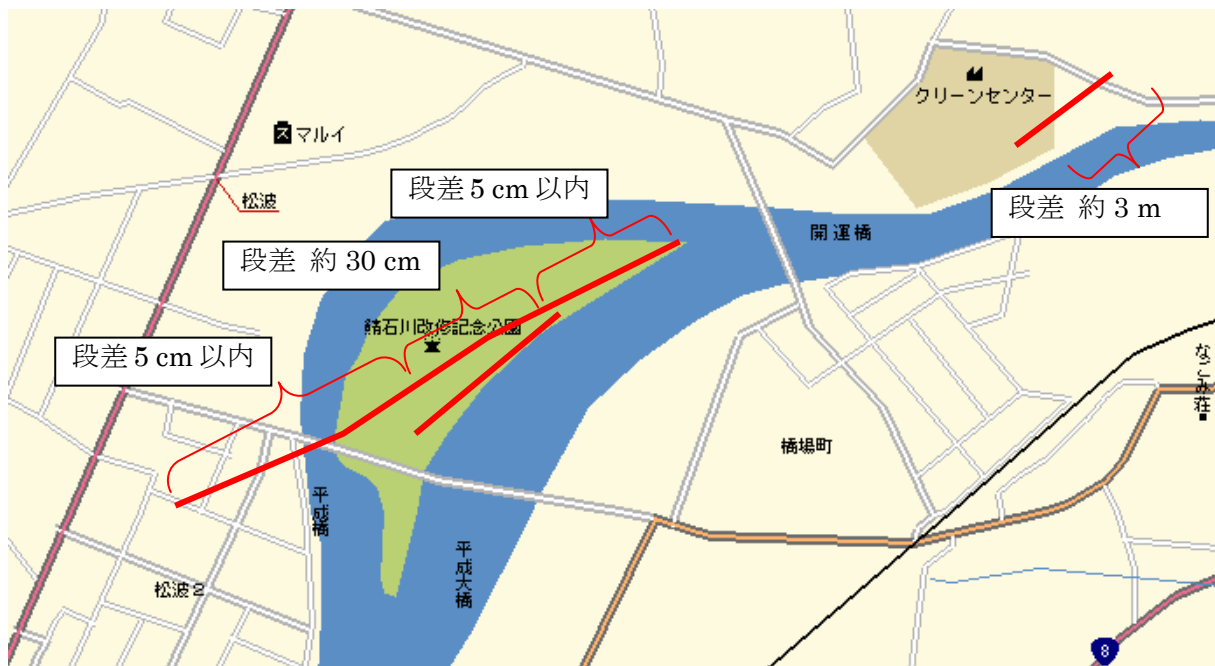 クリーンセンター
マルイ
段差 5 cm 以内
松波
段差 約 3 m
開運橋
段差 約 30 cm
鯖石川改修記念公園
段差 5 cm 以内
なごみ荘
橋場町
平成橋
平成大橋
松波2
8